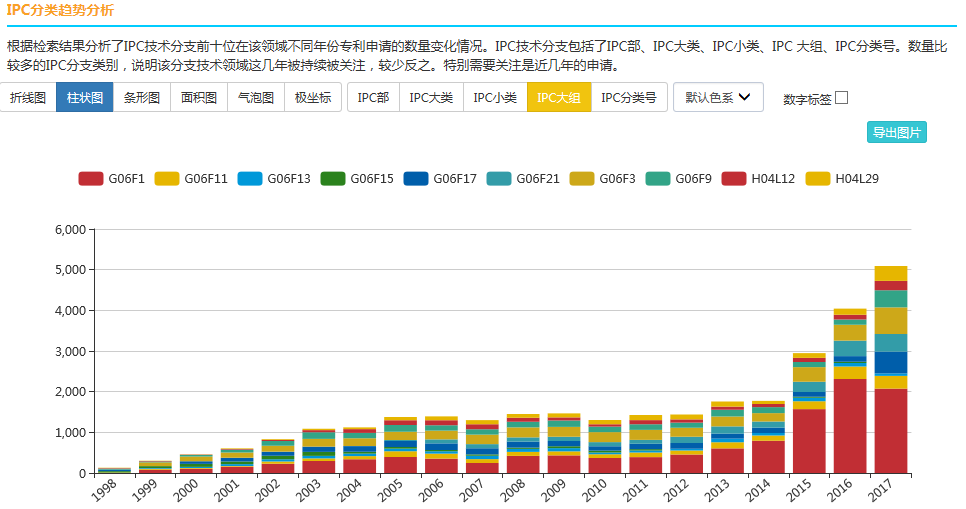 IPC分类趋势分析
根据检索结果分析了IPC技术分支前十位在该领域不同年份专利申请的数量变化情况。IPC技术分支包括了IPC部、IPC大类、IPC小类、IPC 大组、IPC分类号。数量比
较多的IPC分支类别，说明该分支技术领域这几年被持续被关注，较少反之。特别需要关注是近几年的申请。
折线图 柱状图 条形图 面积图 气泡图 极坐标 IPC部 IPC大类 IPC小类 IPC大组 IPC分类号 默认色系 数字标签
导出图片
G06F1 G06F11 G06F13 G06F15 G06F17 G06F21 G06F3 G06F9 H04L12 H04L29
6,000
5,000
4,000
3,000
2,000
1,000
0
1998 1999 2000 2001 2002 2003 2004 2005 2006 2007 2008 2009 2010 2011 2012 2013 2014 2015 2016 2017